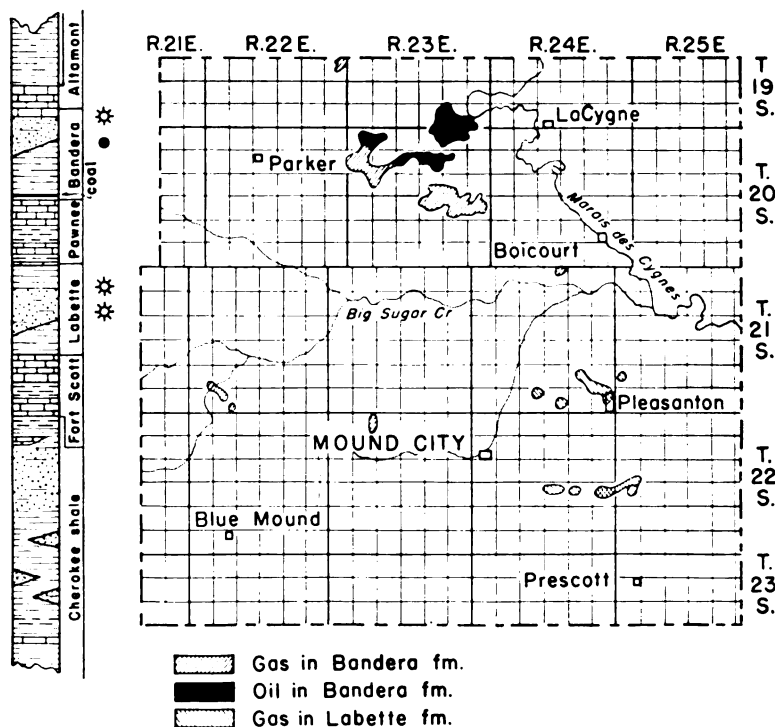 R.21E. R.22E. R.23E. R.24E. R.25E
T
19
S.
T.
20
S.
T.
21
S.
T.
22
S.
T.
23
S.
LaCygne
Parker
Marais des Cygnes
Boicourt
Big Sugar Cr
Pleasanton
MOUND CITY
Blue Mound
Prescott
Altamont
Bandera
coal
Pawnee
Labette
Fort Scott
Cherokee shale
Gas in Bandera fm.
Oil in Bandera fm.
Gas in Labette fm.